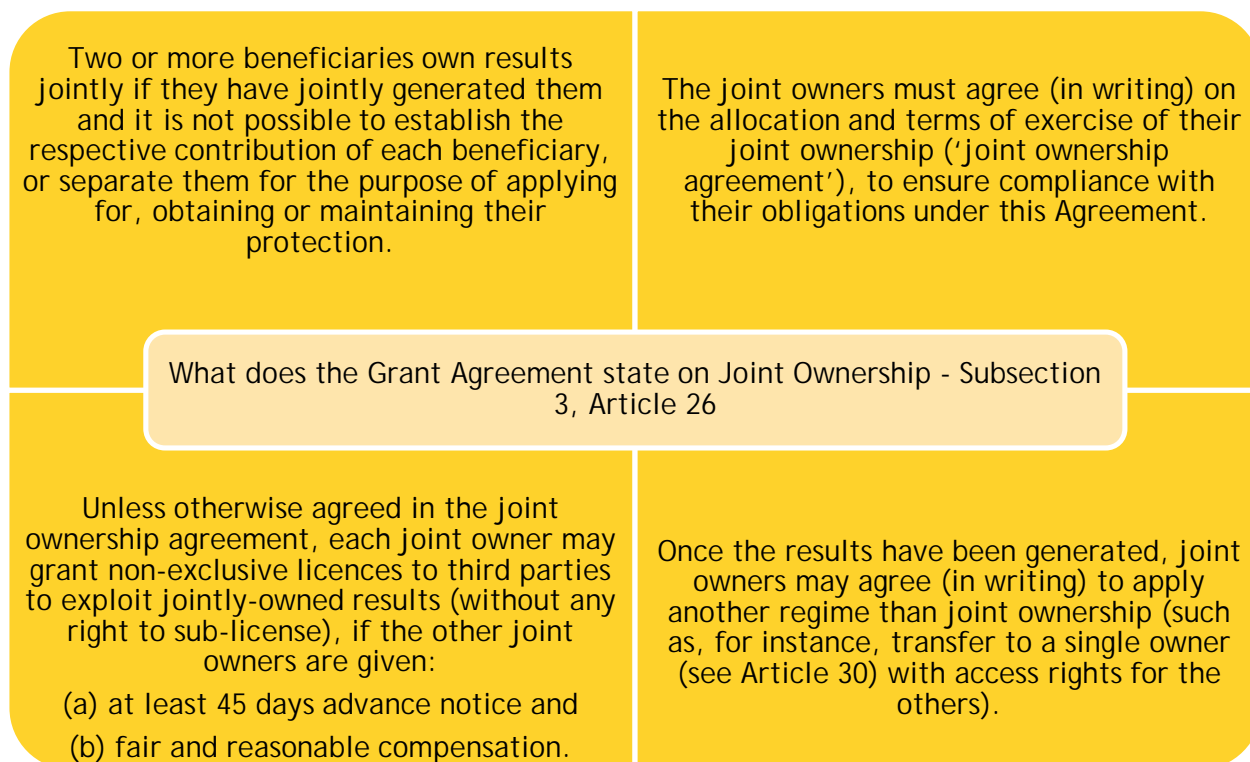 Two or more beneficiaries own results
jointly if they have jointly generated them
and it is not possible to establish the
respective contribution of each beneficiary,
or separate them for the purpose of applying
for, obtaining or maintaining their
protection.
The joint owners must agree (in writing) on
the allocation and terms of exercise of their
joint ownership (‘joint ownership
agreement’), to ensure compliance with
their obligations under this Agreement.
What does the Grant Agreement state on Joint Ownership - Subsection
3, Article 26
Unless otherwise agreed in the joint
ownership agreement, each joint owner may
grant non-exclusive licences to third parties
to exploit jointly-owned results (without any
right to sub-license), if the other joint
owners are given:
(a) at least 45 days advance notice and
(b) fair and reasonable compensation.
Once the results have been generated, joint
owners may agree (in writing) to apply
another regime than joint ownership (such
as, for instance, transfer to a single owner
(see Article 30) with access rights for the
others).